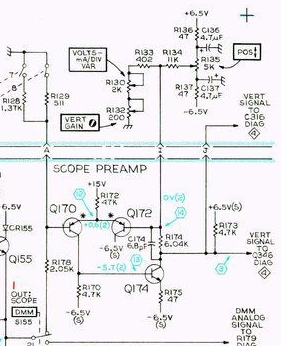 +6.5V
R136
47
C136
4.7µF
VOLTS-
mA/DIV
VAR
R133
402
R134
11K
R135
5K
POS
R130
2K
R128
1.37K
R129
511
R137
47
C137
4.7µF
R132
200
VERT
GAIN
-6.5V
VERT
SIGNAL
TO
C316
DIAG
4
A
E
J
SCOPE PREAMP
+15V
R172
47K
Q170
Q172
+0.6(2)
0V(2)
14
+6.5V(S)
R173
4.7K
-6.5V
CR155
Q155
C174
6.8pF
-6V(S)
R174
6.04K
VERT
SIGNAL
TO
Q346
DIAG
4
3
R178
2.05K
-5.7(2)
13
Q174
R170
4.7K
R175
47
-6.5V
(S)
-6.5V
(S)
OUT:
SCOPE
DMM
S155
DMM
ANALOG
SIGNAL
TO
R179
DIAG